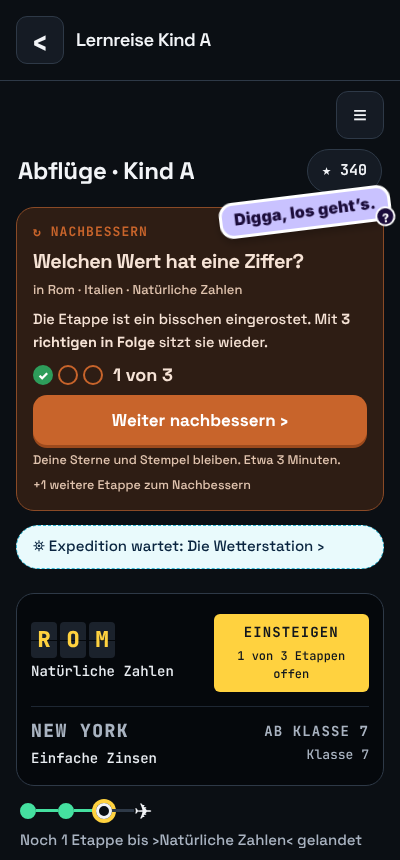 < Lernreise Kind A
≡
Abflüge · Kind A
★ 340
Digga, los geht's.
?
↻ NACHBESSERN
Welchen Wert hat eine Ziffer?
in Rom · Italien · Natürliche Zahlen
Die Etappe ist ein bisschen eingerostet. Mit 3
richtigen in Folge sitzt sie wieder.
1 von 3
Weiter nachbessern ›
Deine Sterne und Stempel bleiben. Etwa 3 Minuten.
+1 weitere Etappe zum Nachbessern
Expedition wartet: Die Wetterstation ›
ROM
Natürliche Zahlen
EINSTEIGEN
1 von 3 Etappen
offen
NEW YORK
Einfache Zinsen
AB KLASSE 7
Klasse 7
Noch 1 Etappe bis ›Natürliche Zahlen‹ gelandet